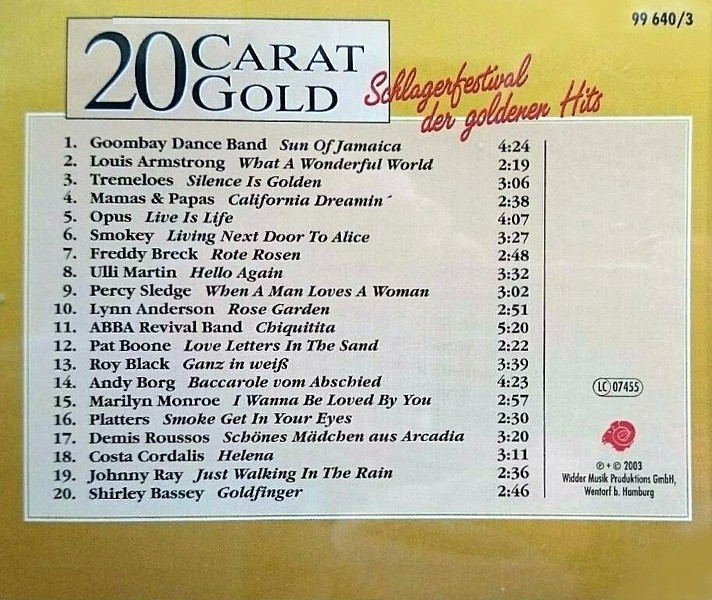 99 640/3
20 CARAT GOLD
Schlagerfestival
der goldenen Hits
1. Goombay Dance Band Sun Of Jamaica 4:24
2. Louis Armstrong What A Wonderful World 2:19
3. Tremeloes Silence Is Golden 3:06
4. Mamas & Papas California Dreamin´ 2:38
5. Opus Live Is Life 4:07
6. Smokey Living Next Door To Alice 3:27
7. Freddy Breck Rote Rosen 2:48
8. Ulli Martin Hello Again 3:32
9. Percy Sledge When A Man Loves A Woman 3:02
10. Lynn Anderson Rose Garden 2:51
11. ABBA Revival Band Chiquitita 5:20
12. Pat Boone Love Letters In The Sand 2:22
13. Roy Black Ganz in weiß 3:39
14. Andy Borg Baccarole vom Abschied 4:23
15. Marilyn Monroe I Wanna Be Loved By You 2:57
16. Platters Smoke Get In Your Eyes 2:30
17. Demis Roussos Schönes Mädchen aus Arcadia 3:20
18. Costa Cordalis Helena 3:11
19. Johnny Ray Just Walking In The Rain 2:36
20. Shirley Bassey Goldfinger 2:46
LC 07455
℗ + © 2003
Widder Musik Produktions GmbH,
Wentorf b. Hamburg